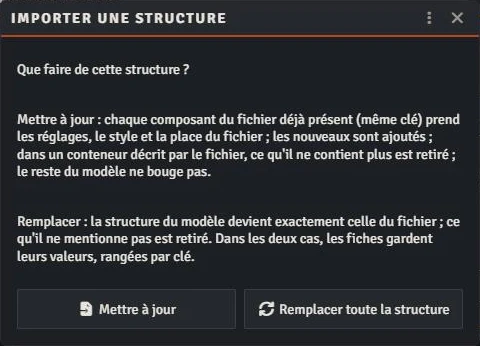 IMPORTER UNE STRUCTURE
Que faire de cette structure ?
Mettre à jour : chaque composant du fichier déjà présent (même clé) prend
les réglages, le style et la place du fichier ; les nouveaux sont ajoutés ;
dans un conteneur décrit par le fichier, ce qu'il ne contient plus est retiré ;
le reste du modèle ne bouge pas.
Remplacer : la structure du modèle devient exactement celle du fichier ; ce
qu'il ne mentionne pas est retiré. Dans les deux cas, les fiches gardent
leurs valeurs, rangées par clé.
Mettre à jour
Remplacer toute la structure